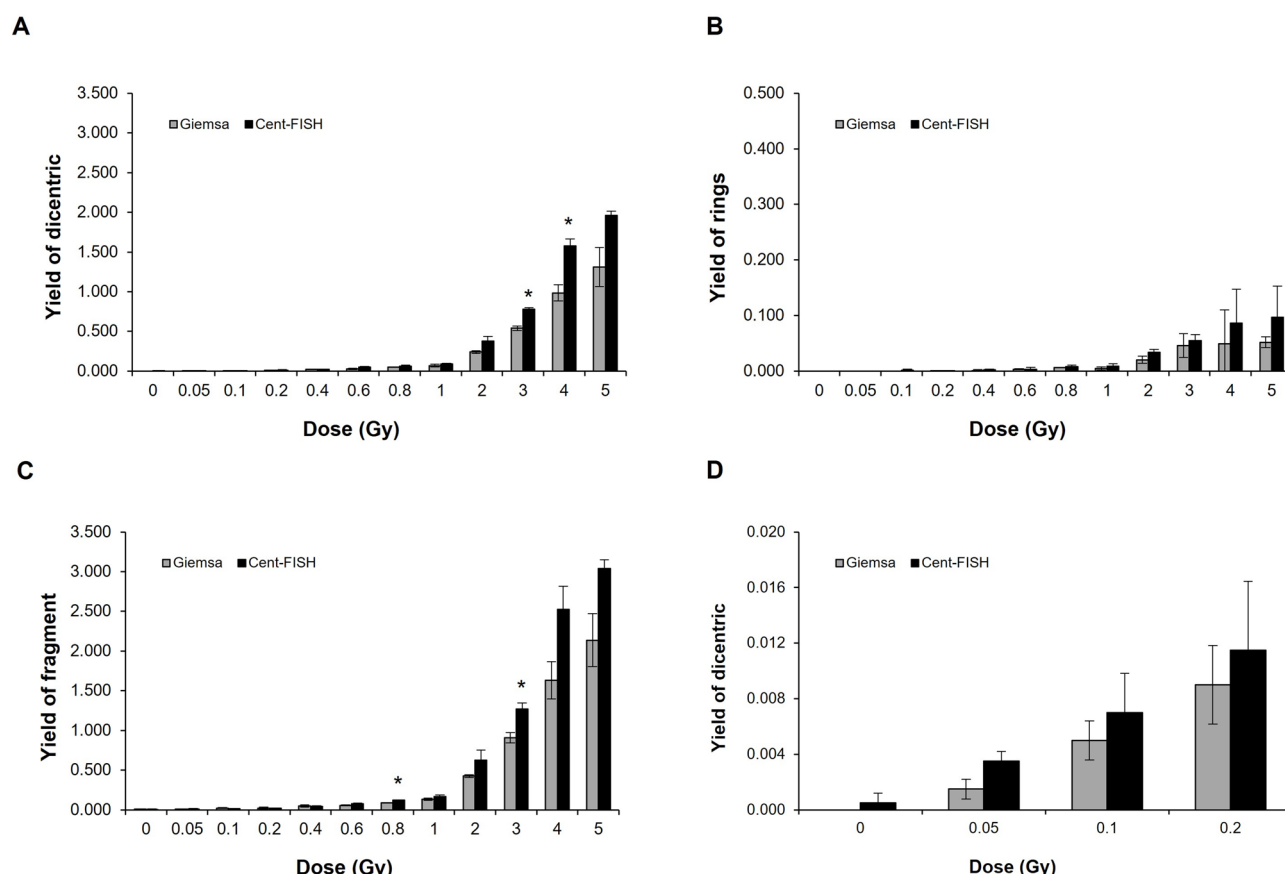 A
Yield of dicentric
3.500
3.000
2.500
2.000
1.500
1.000
0.500
0.000
Giemsa Cent-FISH
* *
0 0.05 0.1 0.2 0.4 0.6 0.8 1 2 3 4 5
Dose (Gy)
B
Yield of rings
0.500
0.400
0.300
0.200
0.100
0.000
Giemsa Cent-FISH
0 0.05 0.1 0.2 0.4 0.6 0.8 1 2 3 4 5
Dose (Gy)
C
Yield of fragment
3.500
3.000
2.500
2.000
1.500
1.000
0.500
0.000
Giemsa Cent-FISH
* *
0 0.05 0.1 0.2 0.4 0.6 0.8 1 2 3 4 5
Dose (Gy)
D
Yield of dicentric
0.020
0.016
0.012
0.008
0.004
0.000
Giemsa Cent-FISH
0 0.05 0.1 0.2
Dose (Gy)